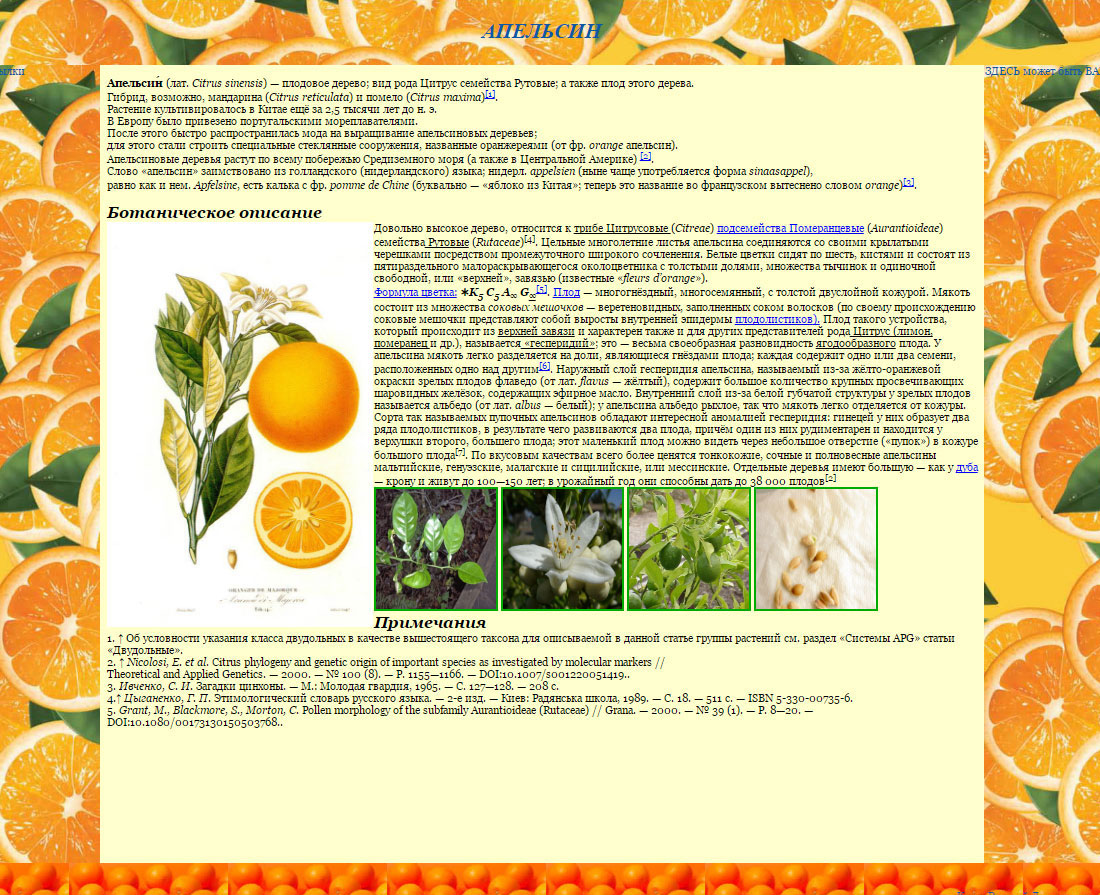 АПЕЛЬСИН
ЗДЕСЬ может быть ВА
Апельси́н (лат. Citrus sinensis) — плодовое дерево; вид рода Цитрус семейства Рутовые; а также плод этого дерева.
Гибрид, возможно, мандарина (Citrus reticulata) и помело (Citrus maxima)[1].
Растение культивировалось в Китае ещё за 2,5 тысячи лет до н. э.
В Европу было привезено португальскими мореплавателями.
После этого быстро распространилась мода на выращивание апельсиновых деревьев;
для этого стали строить специальные стеклянные сооружения, названные оранжереями (от фр. orange апельсин).
Апельсиновые деревья растут по всему побережью Средиземного моря (а также в Центральной Америке) [2].
Слово «апельсин» заимствовано из голландского (нидерландского) языка; нидерл. appelsien (ныне чаще употребляется форма sinaasappel),
равно как и нем. Apfelsine, есть калька с фр. pomme de Chine (буквально — «яблоко из Китая»; теперь это название во французском вытеснено словом orange)[3].
Ботаническое описание
Довольно высокое дерево, относится к трибе Цитрусовые (Citreae) подсемейства Померанцевые (Aurantioideae)
семейства Рутовые (Rutaceae)[4]. Цельные многолетние листья апельсина соединяются со своими крылатыми
черешками посредством промежуточного широкого сочленения. Белые цветки сидят по шесть, кистями и состоят из
пятираздельного малораскрывающегося околоцветника с толстыми долями, множества тычинок и одиночной
свободной, или «верхней», завязью (известные «fleurs d'orange»).
Формула цветка: ∗K5 C5 A∞ G∞[5]. Плод — многогнёздный, многосемянный, с толстой двуслойной кожурой. Мякоть
состоит из множества соковых мешочков — веретеновидных, заполненных соком волосков (по своему происхождению
соковые мешочки представляют собой выросты внутренней эпидермы плодолистиков). Плод такого устройства,
который происходит из верхней завязи и характерен также и для других представителей рода Цитрус (лимон,
померанец и др.), называется «гесперидий»; это — весьма своеобразная разновидность ягодообразного плода. У
апельсина мякоть легко разделяется на доли, являющиеся гнёздами плода; каждая содержит одно или два семени,
расположенных одно над другим[6]. Наружный слой гесперидия апельсина, называемый из-за жёлто-оранжевой
окраски зрелых плодов флаведо (от лат. flavus — жёлтый), содержит большое количество крупных просвечивающих
шаровидных желёзок, содержащих эфирное масло. Внутренний слой из-за белой губчатой структуры у зрелых плодов
называется альбедо (от лат. albus — белый); у апельсина альбедо рыхлое, так что мякоть легко отделяется от кожуры.
Сорта так называемых пупочных апельсинов обладают интересной аномалией гесперидия: гинецей у них образует два
ряда плодолистиков, в результате чего развиваются два плода, причём один из них рудиментарен и находится у
верхушки второго, большего плода; этот маленький плод можно видеть через небольшое отверстие («пупок») в кожуре
большого плода[7]. По вкусовым качествам всего более ценятся тонкокожие, сочные и полновесные апельсины
мальтийские, генуэзские, малагские и сицилийские, или мессинские. Отдельные деревья имеют большую — как у дуба
— крону и живут до 100—150 лет; в урожайный год они способны дать до 38 000 плодов[2]
ORANGER DE MAJORQUE
Примечания
1. ↑ Об условности указания класса двудольных в качестве вышестоящего таксона для описываемой в данной статье группы растений см. раздел «Системы APG» статьи
«Двудольные».
2. ↑ Nicolosi, E. et al. Citrus phylogeny and genetic origin of important species as investigated by molecular markers //
Theoretical and Applied Genetics. — 2000. — № 100 (8). — P. 1155—1166. — DOI:10.1007/s001220051419..
3. Ивченко, С. И. Загадки цинхоны. — М.: Молодая гвардия, 1965. — С. 127—128. — 208 с.
4.↑ Цыганенко, Г. П. Этимологический словарь русского языка. — 2-е изд. — Киев: Радянська школа, 1989. — С. 18. — 511 с. — ISBN 5-330-00735-6.
5. Grant, M., Blackmore, S., Morton, C. Pollen morphology of the subfamily Aurantioideae (Rutaceae) // Grana. — 2000. — № 39 (1). — P. 8—20. —
DOI:10.1080/00173130150503768..